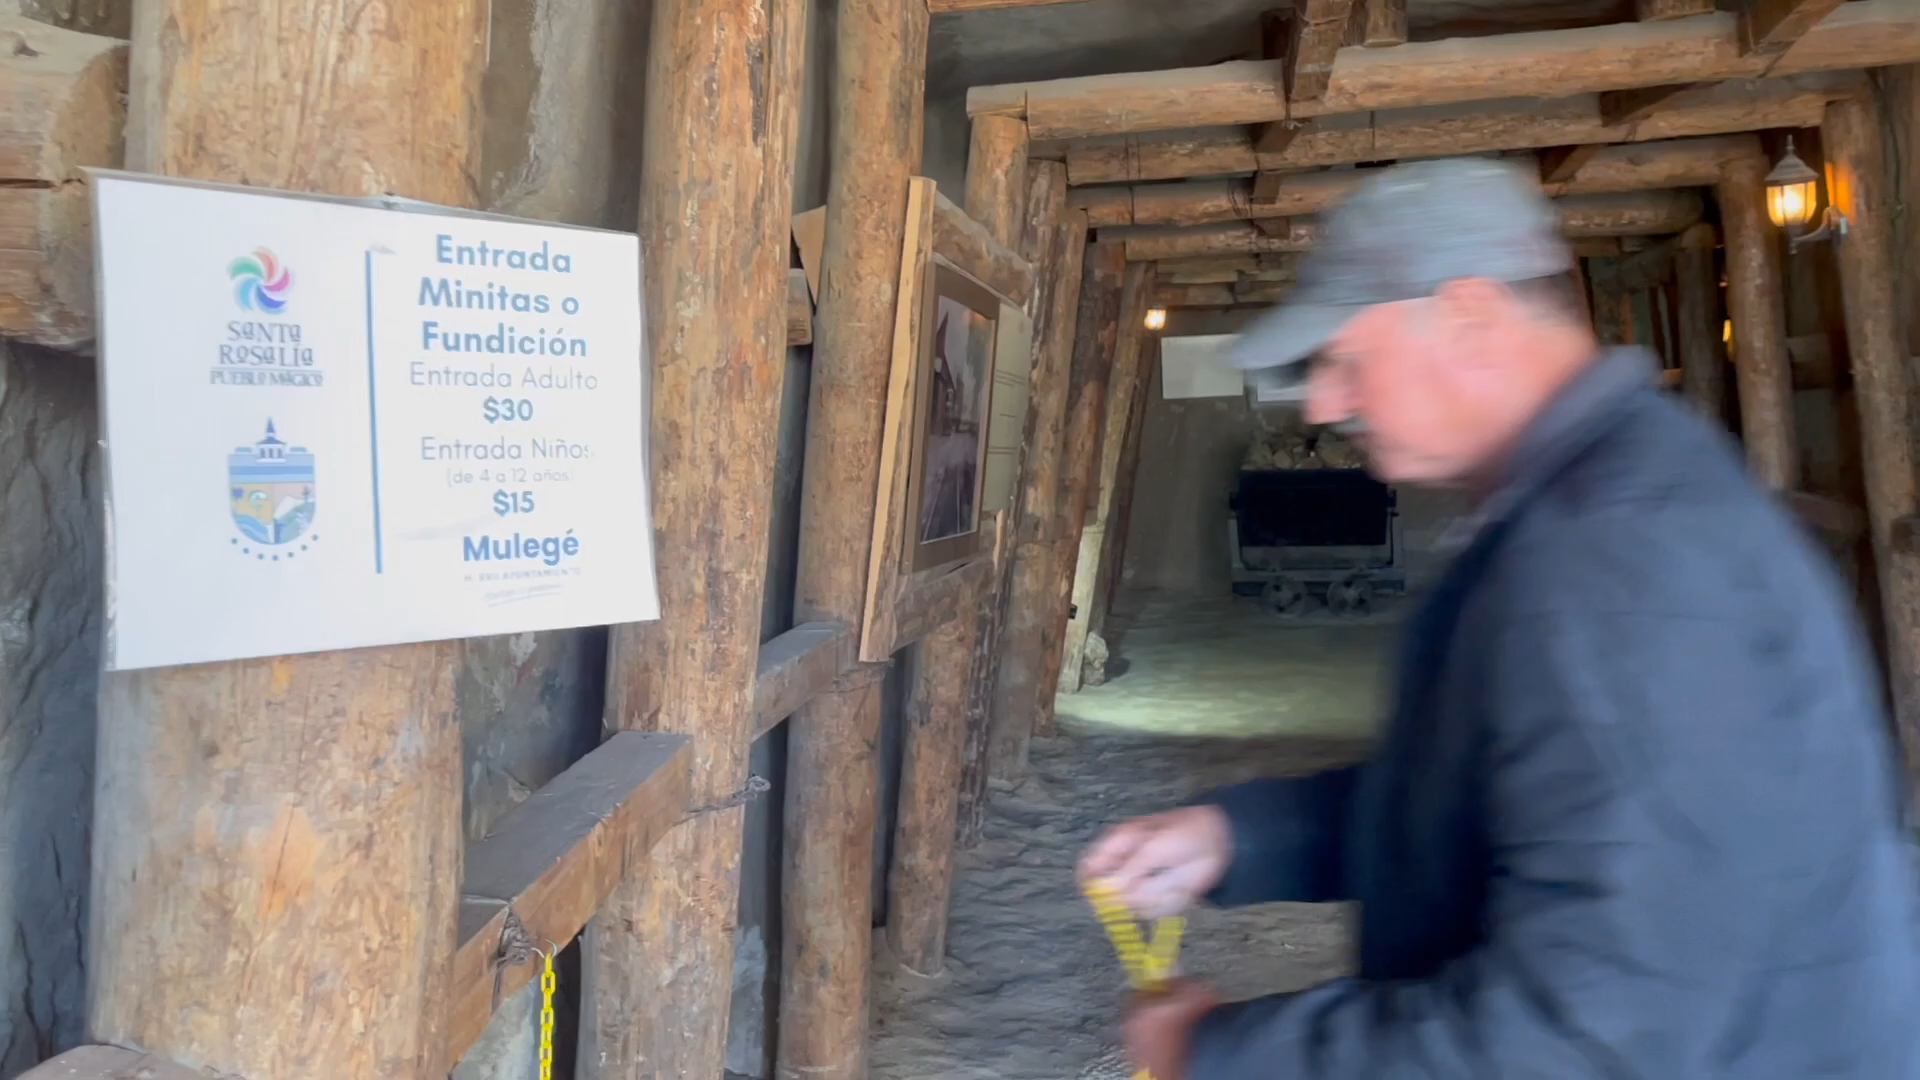 SANTA
ROSALÍA
PUEBLO MÁGICO
Entrada
Minitas o
Fundición
Entrada Adulto
$30
Entrada Niños
(de 4 a 12 años)
$15
Mulegé